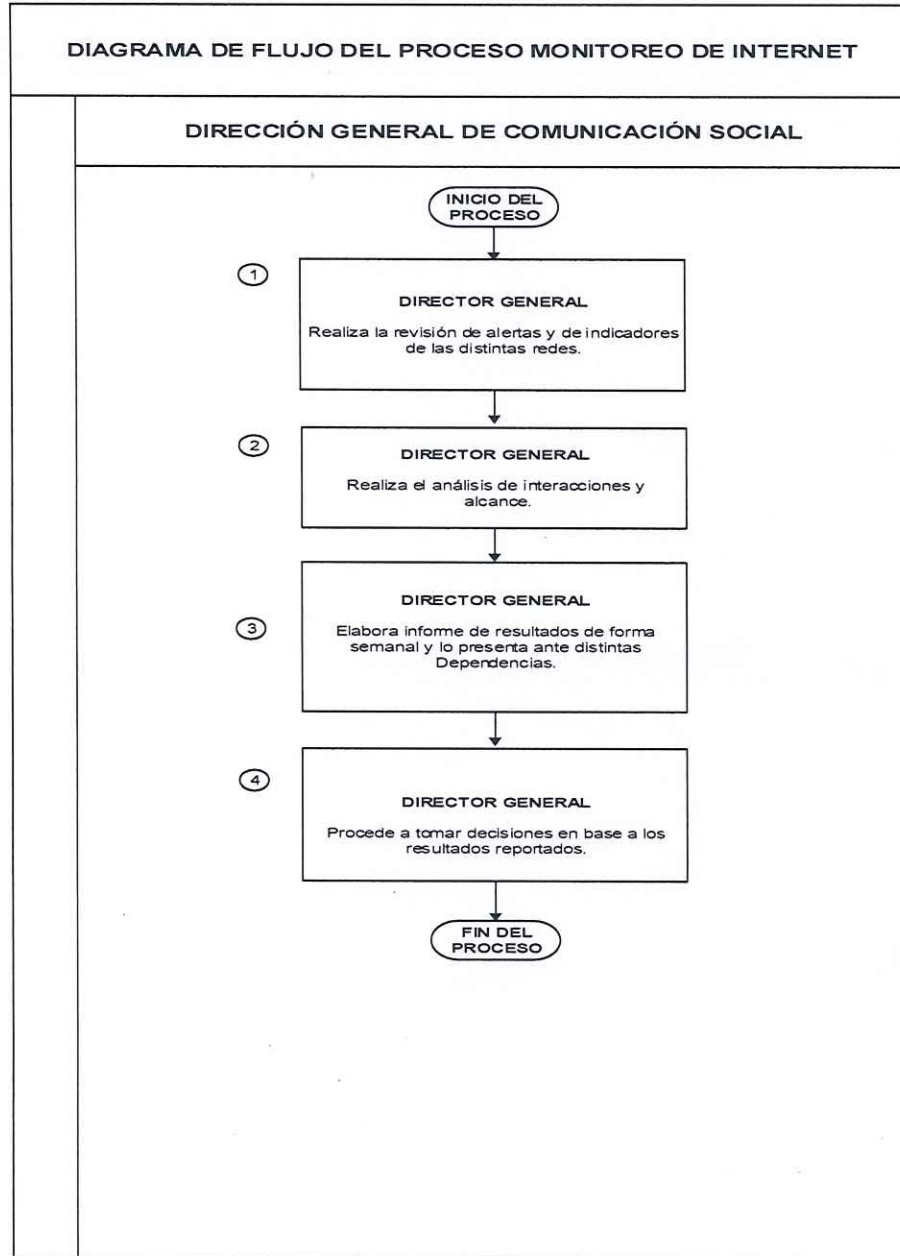 DIAGRAMA DE FLUJO DEL PROCESO MONITOREO DE INTERNET
DIRECCIÓN GENERAL DE COMUNICACIÓN SOCIAL
INICIO DEL
PROCESO
1
DIRECTOR GENERAL
Realiza la revisión de alertas y de indicadores
de las distintas redes.
2
DIRECTOR GENERAL
Realiza el análisis de interacciones y
alcance.
3
DIRECTOR GENERAL
Elabora informe de resultados de forma
semanal y lo presenta ante distintas
Dependencias.
4
DIRECTOR GENERAL
Procede a tomar decisiones en base a los
resultados reportados.
FIN DEL
PROCESO